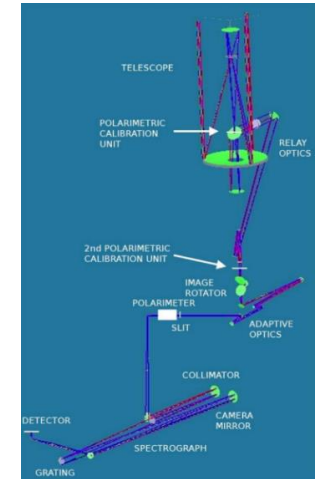 TELESCOPE
POLARIMETRIC
CALIBRATION
UNIT
RELAY
OPTICS
2nd POLARIMETRIC
CALIBRATION UNIT
IMAGE
ROTATOR
POLARIMETER
SLIT
ADAPTIVE
OPTICS
COLLIMATOR
CAMERA
MIRROR
DETECTOR
SPECTROGRAPH
GRATING